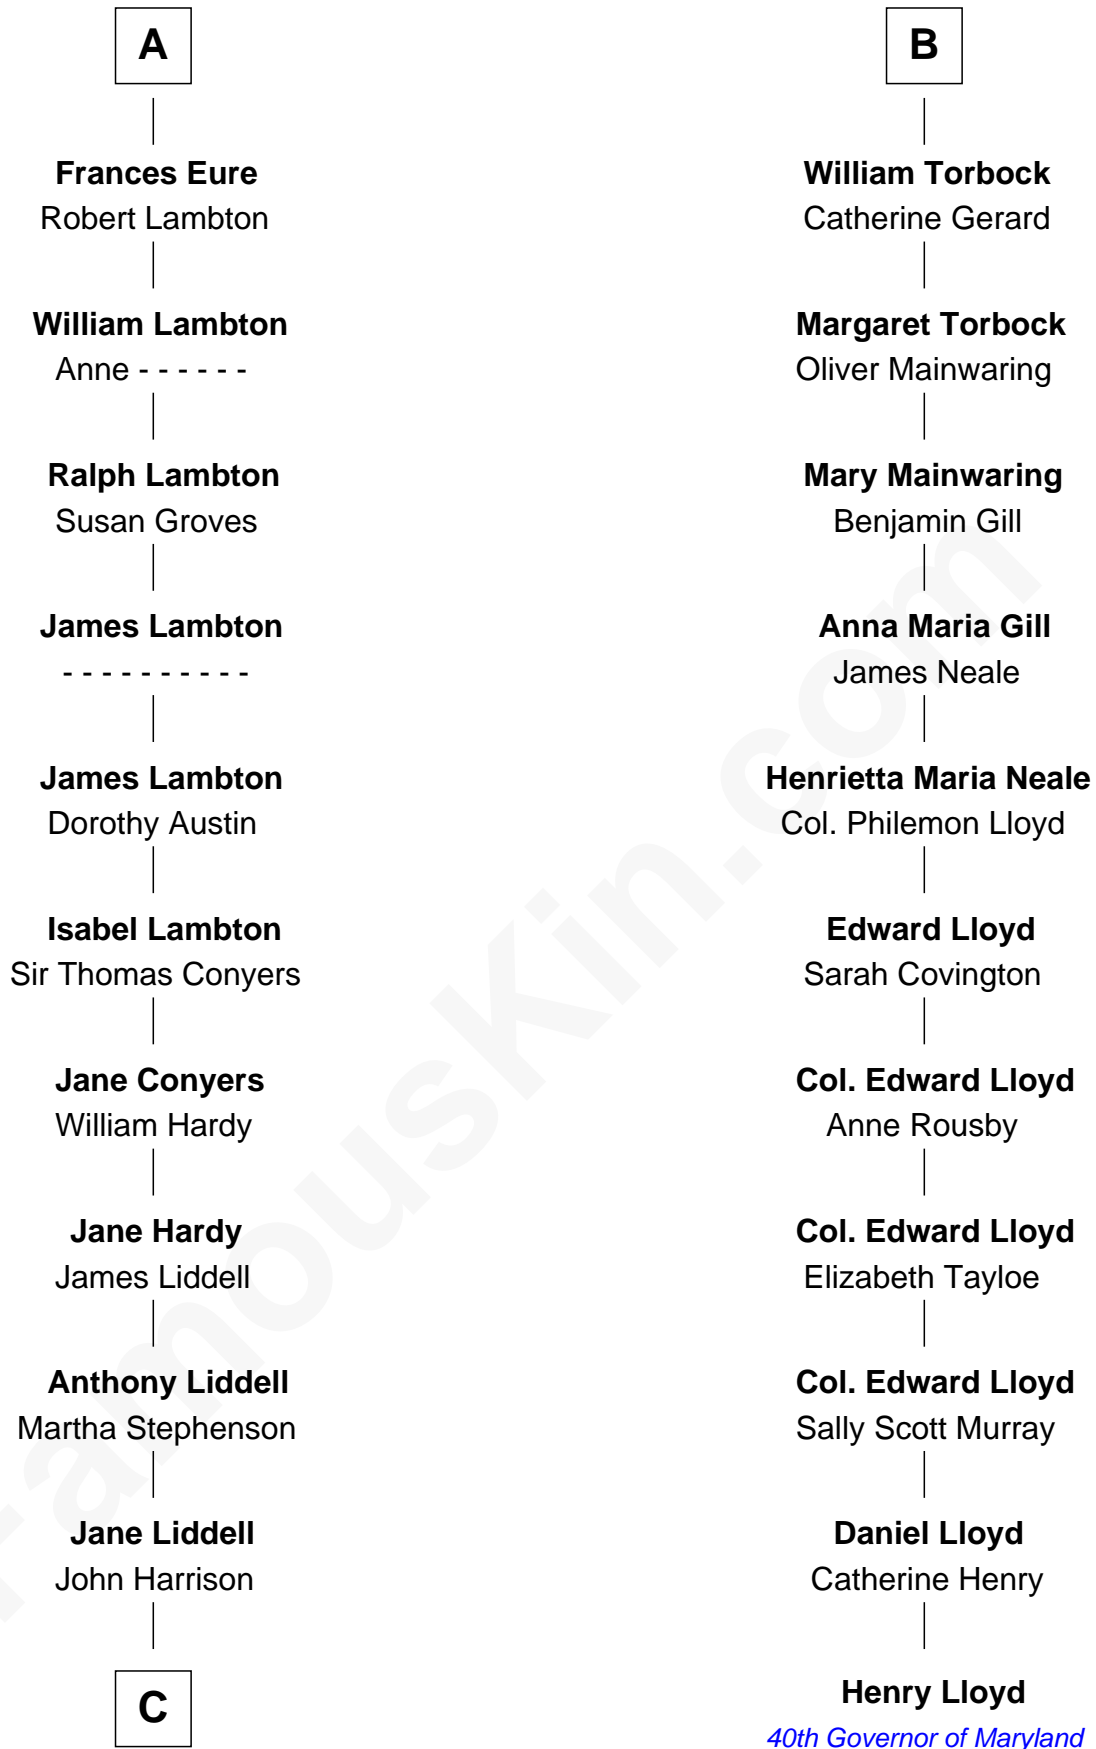 A
Frances Eure
Robert Lambton
William Lambton
Anne - - - - - -
Ralph Lambton
Susan Groves
James Lambton
- - - - - - - - - -
James Lambton
Dorothy Austin
Isabel Lambton
Sir Thomas Conyers
Jane Conyers
William Hardy
Jane Hardy
James Liddell
Anthony Liddell
Martha Stephenson
Jane Liddell
John Harrison
C
B
William Torbock
Catherine Gerard
Margaret Torbock
Oliver Mainwaring
Mary Mainwaring
Benjamin Gill
Anna Maria Gill
James Neale
Henrietta Maria Neale
Col. Philemon Lloyd
Edward Lloyd
Sarah Covington
Col. Edward Lloyd
Anne Rousby
Col. Edward Lloyd
Elizabeth Tayloe
Col. Edward Lloyd
Sally Scott Murray
Daniel Lloyd
Catherine Henry
Henry Lloyd
40th Governor of Maryland
FamousKin.com